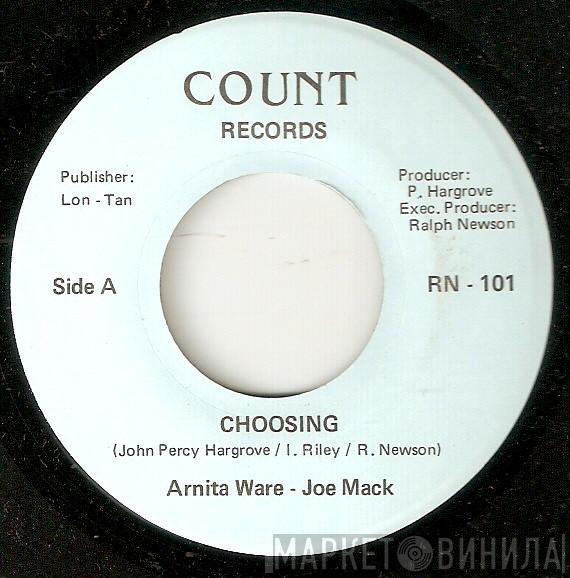 COUNT
RECORDS
Publisher:
Lon - Tan
Producer:
P. Hargrove
Exec. Producer:
Ralph Newson
Side A
RN - 101
CHOOSING
(John Percy Hargrove / I. Riley / R. Newson)
Arnita Ware - Joe Mack
МАРКЕТ ВИНИЛА